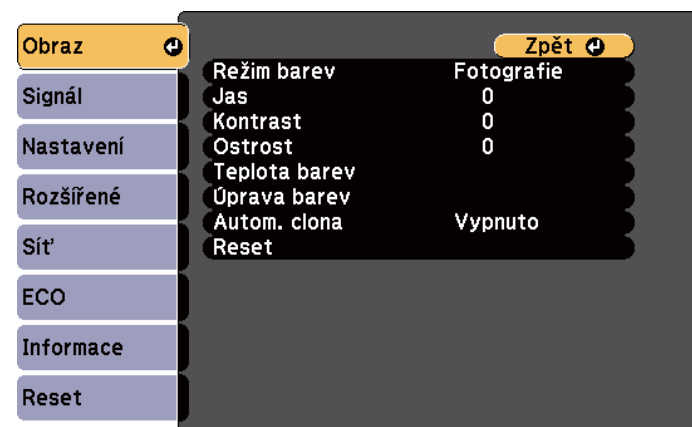 Obraz
Signál
Nastavení
Rozšířené
Síť
ECO
Informace
Reset
Zpět
Režim barev Fotografie
Jas 0
Kontrast 0
Ostrost 0
Teplota barev
Úprava barev
Autom. clona Vypnuto
Reset